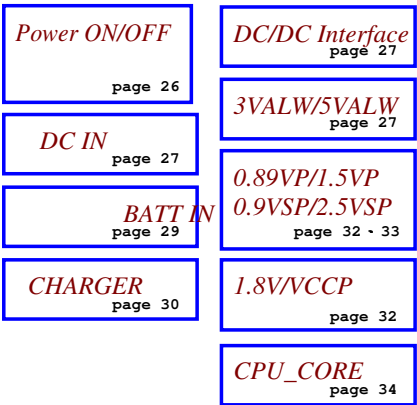 Power ON/OFF
page 26
DC IN
page 27
BATT IN
page 29
CHARGER
page 30
DC/DC Interface
page 27
3VALW/5VALW
page 27
0.89VP/1.5VP
0.9VSP/2.5VSP
page 32、33
1.8V/VCCP
page 32
CPU_CORE
page 34